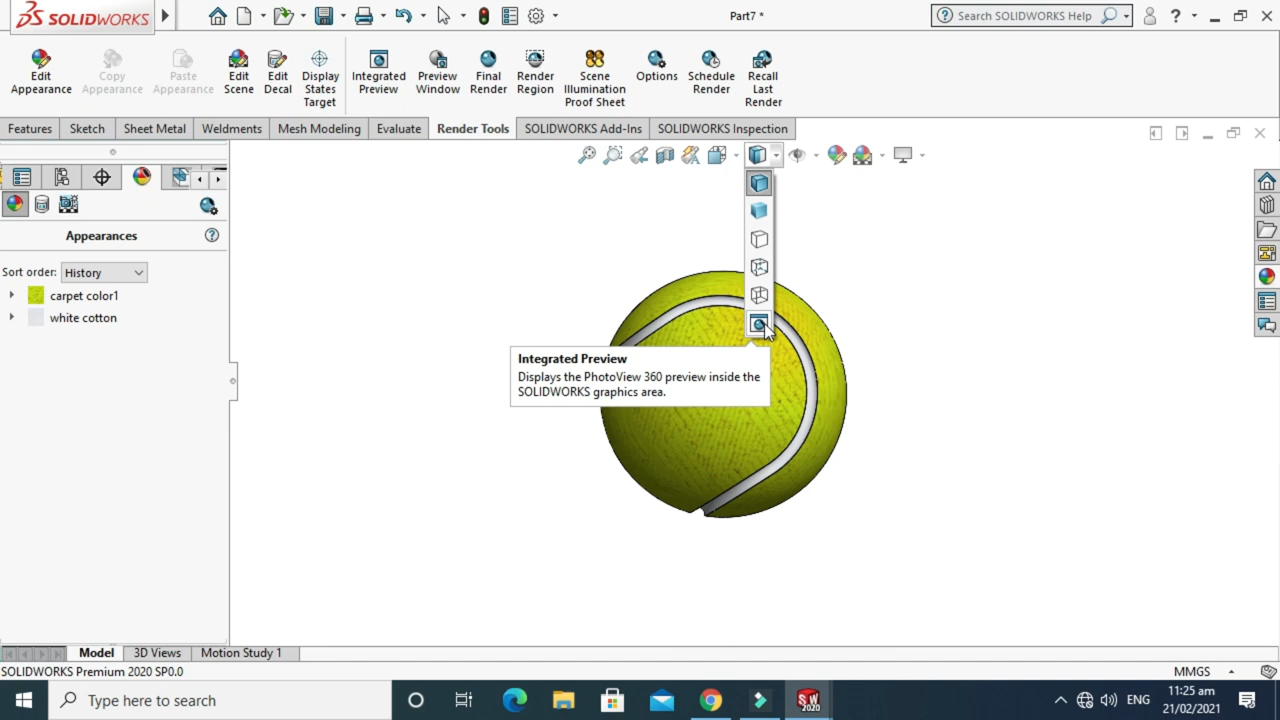 SOLIDWORKS
Part7 *
Search SOLIDWORKS Help
?
Edit Appearance
Copy Appearance
Paste Appearance
Edit Scene
Edit Decal
Display States Target
Integrated Preview
Preview Window
Final Render
Render Region
Scene Illumination Proof Sheet
Options
Schedule Render
Recall Last Render
Features
Sketch
Sheet Metal
Weldments
Mesh Modeling
Evaluate
Render Tools
SOLIDWORKS Add-Ins
SOLIDWORKS Inspection
Appearances
?
Sort order: History
carpet color1
white cotton
Integrated Preview
Displays the PhotoView 360 preview inside the
SOLIDWORKS graphics area.
Model
3D Views
Motion Study 1
SOLIDWORKS Premium 2020 SP0.0
MMGS
Type here to search
SW
2020
ENG
11:25 am
21/02/2021